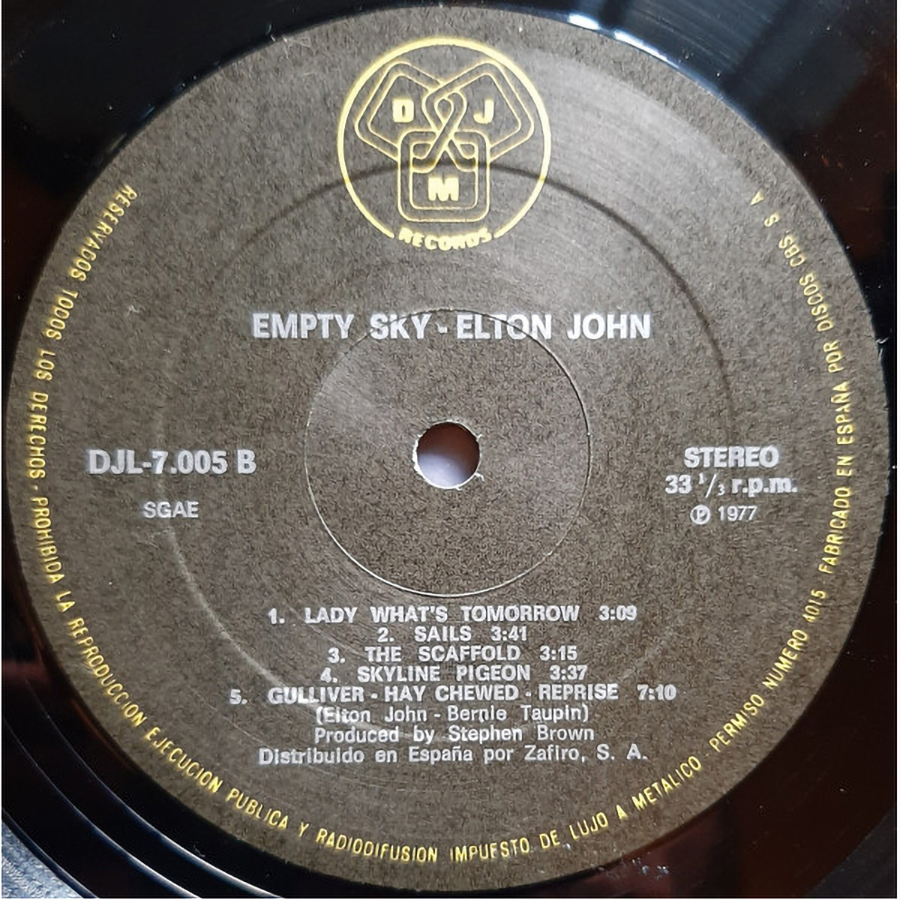 D J
M
RECORDS
EMPTY SKY - ELTON JOHN
DJL-7.005 B
SGAE
STEREO
33 1/3 r.p.m.
Ⓟ 1977
1. LADY WHAT'S TOMORROW 3:09
2. SAILS 3:41
3. THE SCAFFOLD 3:15
4. SKYLINE PIGEON 3:37
5. GULLIVER - HAY CHEWED - REPRISE 7:10
(Elton John - Bernie Taupin)
Produced by Stephen Brown
Distribuido en España por Zafiro, S. A.
RESERVADOS TODOS LOS DERECHOS · PROHIBIDA LA REPRODUCCION EJECUCION PUBLICA Y RADIODIFUSION IMPUESTO DE LUJO A METALICO PERMISO NUMERO 4015 FABRICADO EN ESPAÑA POR DISCOS CBS, S A